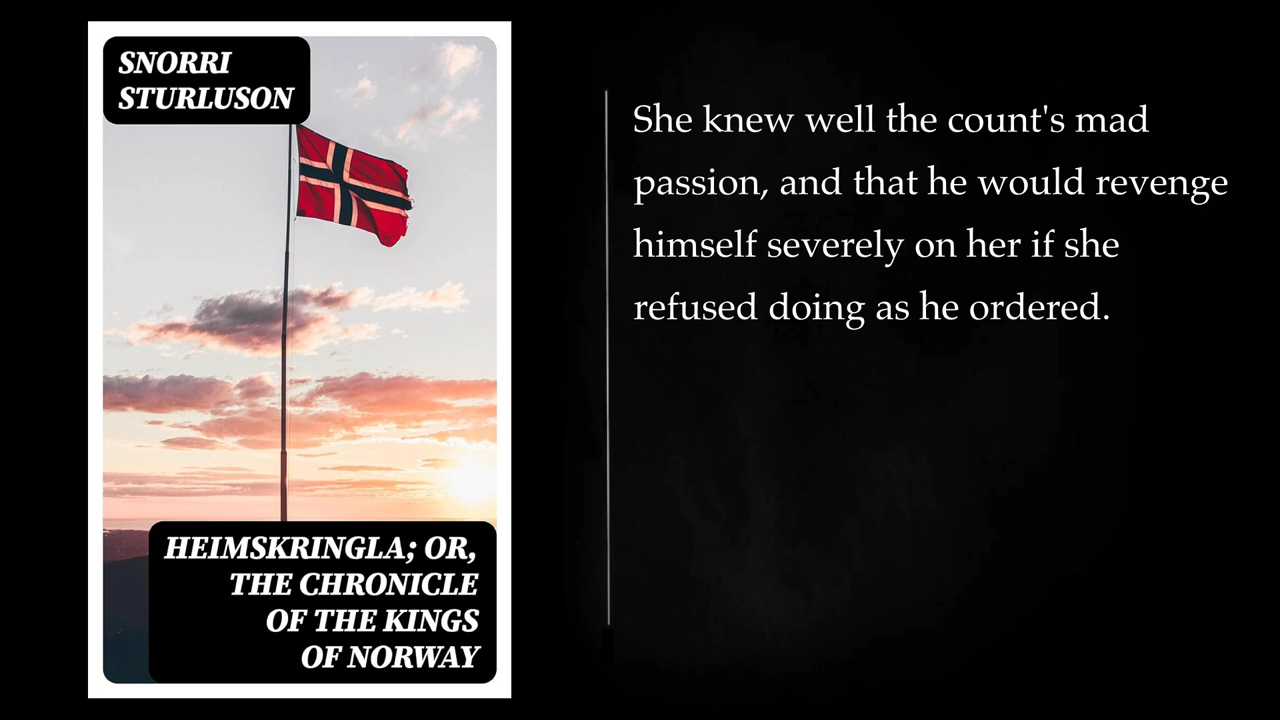 SNORRI
STURLUSON
HEIMSKRINGLA; OR,
THE CHRONICLE
OF THE KINGS
OF NORWAY
She knew well the count's mad
passion, and that he would revenge
himself severely on her if she
refused doing as he ordered.